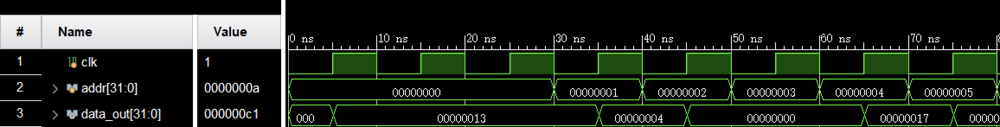 # Name Value
0 ns 10 ns 20 ns 30 ns 40 ns 50 ns 60 ns 70 ns 8
1 clk 1
2 addr[31:0] 0000000a 00000000 00000001 00000002 00000003 00000004 00000005
3 data_out[31:0] 000000c1 000 00000013 00000004 00000000 00000017 00000